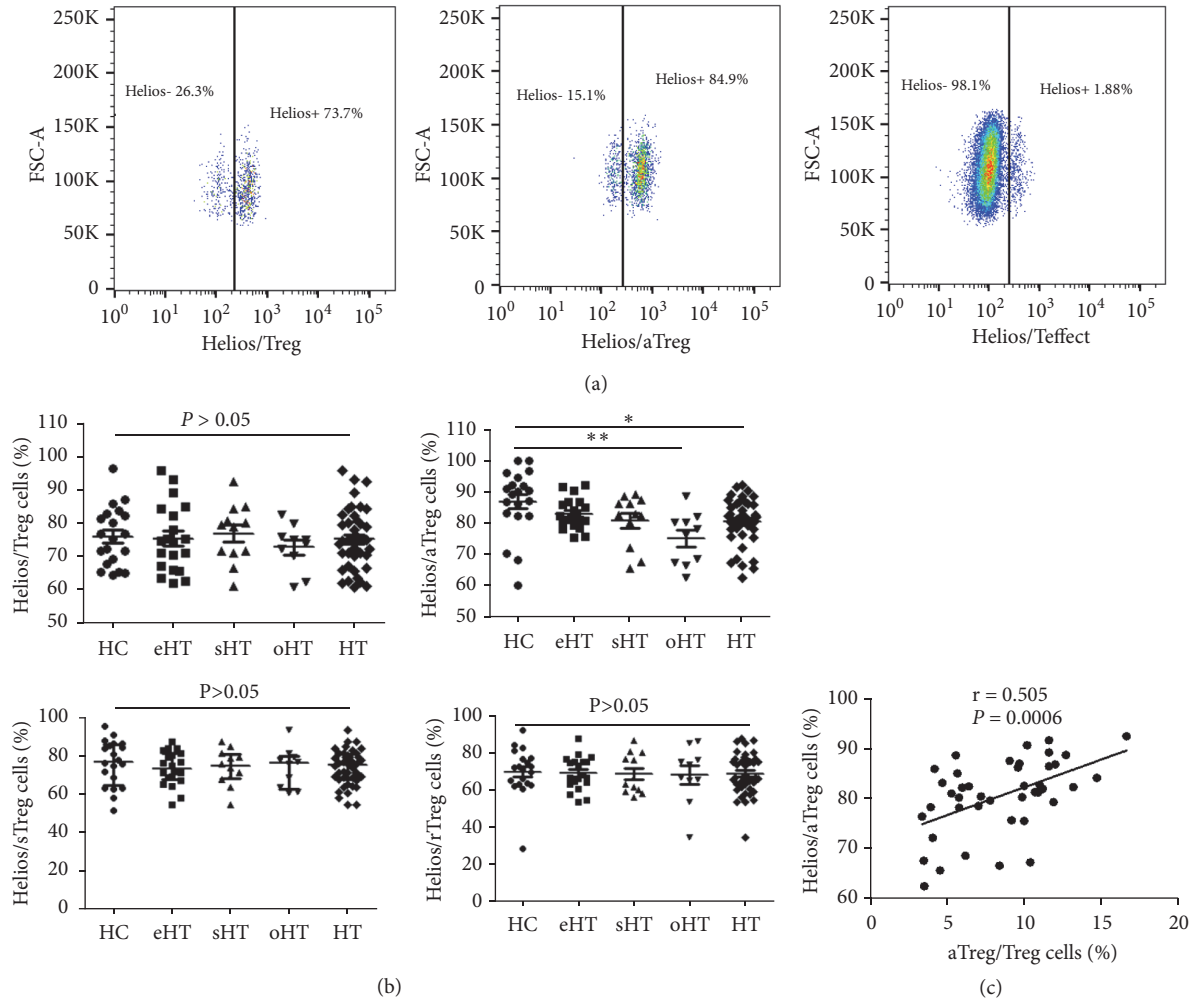 250K
200K
150K
100K
50K
0
FSC-A
Helios- 26.3%
Helios+ 73.7%
10^0 10^1 10^2 10^3 10^4 10^5
Helios/Treg
250K
200K
150K
100K
50K
0
FSC-A
Helios- 15.1%
Helios+ 84.9%
10^0 10^1 10^2 10^3 10^4 10^5
Helios/aTreg
250K
200K
150K
100K
50K
0
FSC-A
Helios- 98.1%
Helios+ 1.88%
10^0 10^1 10^2 10^3 10^4 10^5
Helios/Teffect
(a)
P > 0.05
110
100
90
80
70
60
50
Helios/Treg cells (%)
HC eHT sHT oHT HT
*
**
110
100
90
80
70
60
50
Helios/aTreg cells (%)
HC eHT sHT oHT HT
P>0.05
100
80
60
40
20
0
Helios/sTreg cells (%)
HC eHT sHT oHT HT
P>0.05
100
80
60
40
20
0
Helios/rTreg cells (%)
HC eHT sHT oHT HT
(b)
r = 0.505
P = 0.0006
100
90
80
70
60
Helios/aTreg cells (%)
0 5 10 15 20
aTreg/Treg cells (%)
(c)